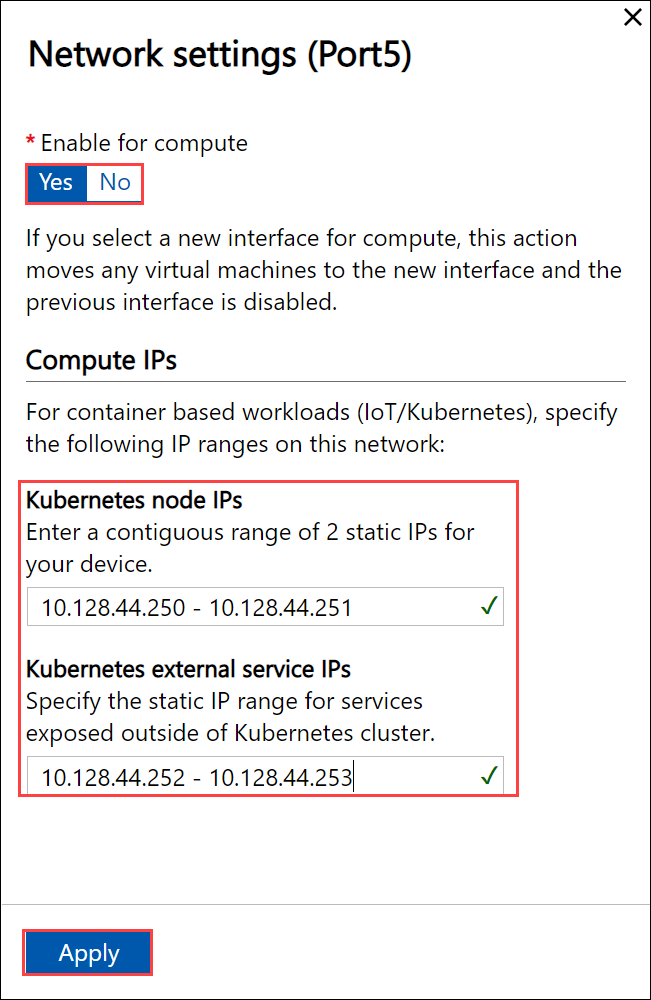 Network settings (Port5)
* Enable for compute
Yes No
If you select a new interface for compute, this action
moves any virtual machines to the new interface and the
previous interface is disabled.
Compute IPs
For container based workloads (IoT/Kubernetes), specify
the following IP ranges on this network:
Kubernetes node IPs
Enter a contiguous range of 2 static IPs for
your device.
10.128.44.250 - 10.128.44.251
Kubernetes external service IPs
Specify the static IP range for services
exposed outside of Kubernetes cluster.
10.128.44.252 - 10.128.44.253
Apply